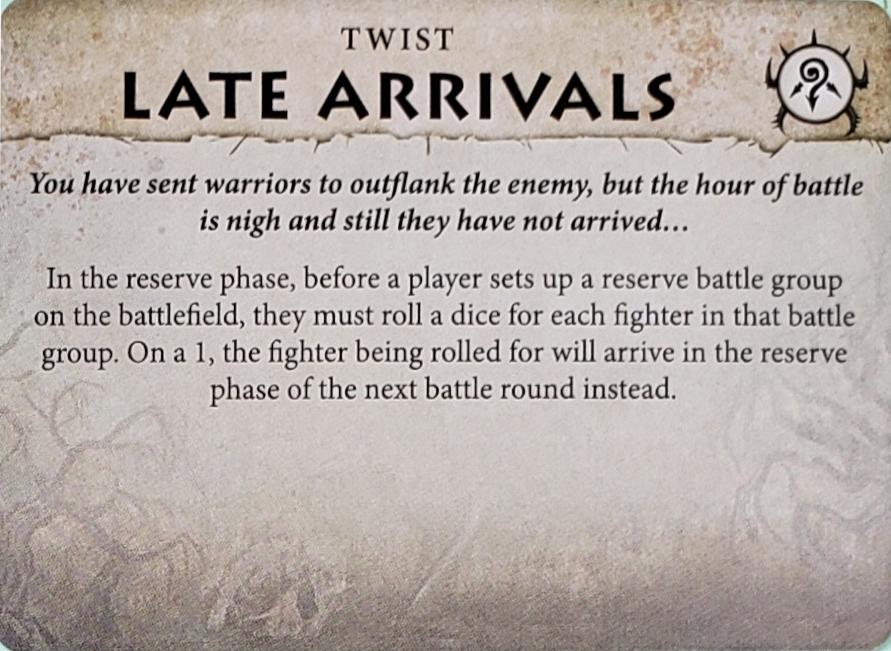 TWIST
LATE ARRIVALS
You have sent warriors to outflank the enemy, but the hour of battle
is nigh and still they have not arrived...
In the reserve phase, before a player sets up a reserve battle group
on the battlefield, they must roll a dice for each fighter in that battle
group. On a 1, the fighter being rolled for will arrive in the reserve
phase of the next battle round instead.